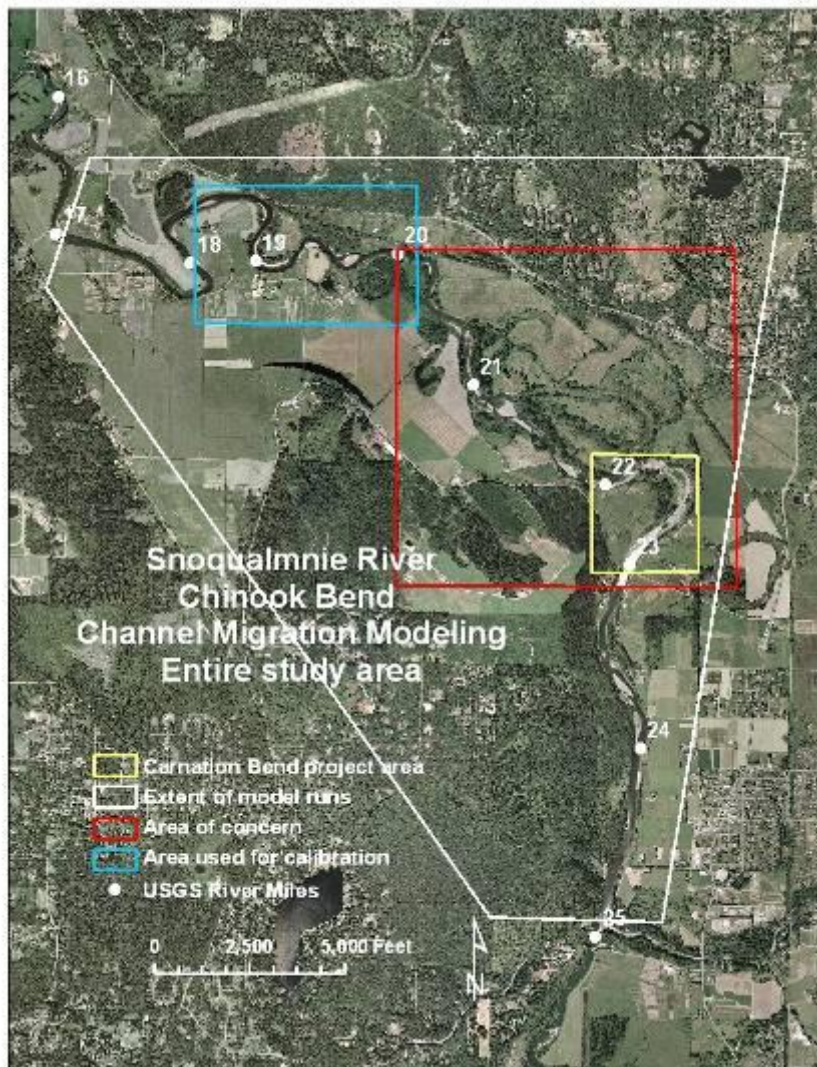 16
17
18
19
20
21
22
23
24
25
Snoqualmnie River
Chinook Bend
Channel Migration Modeling
Entire study area
Carnation Bend project area
Extent of model runs
Area of concern
Area used for calibration
USGS River Miles
0 2,500 5,000 Feet
N